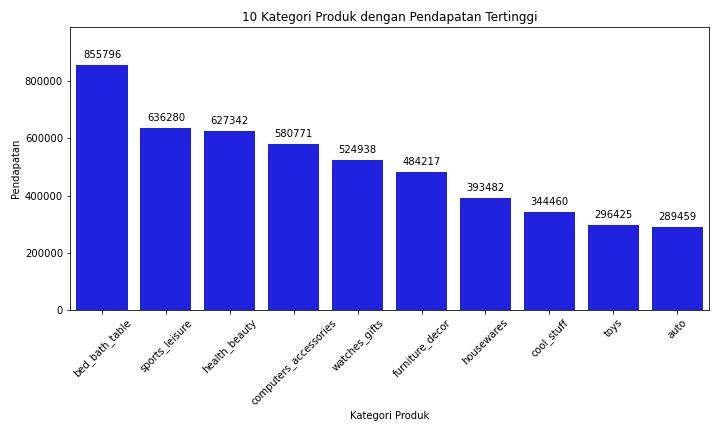 10 Kategori Produk dengan Pendapatan Tertinggi
Pendapatan
800000
600000
400000
200000
0
855796
636280
627342
580771
524938
484217
393482
344460
296425
289459
bed_bath_table
sports_leisure
health_beauty
computers_accessories
watches_gifts
furniture_decor
housewares
cool_stuff
toys
auto
Kategori Produk